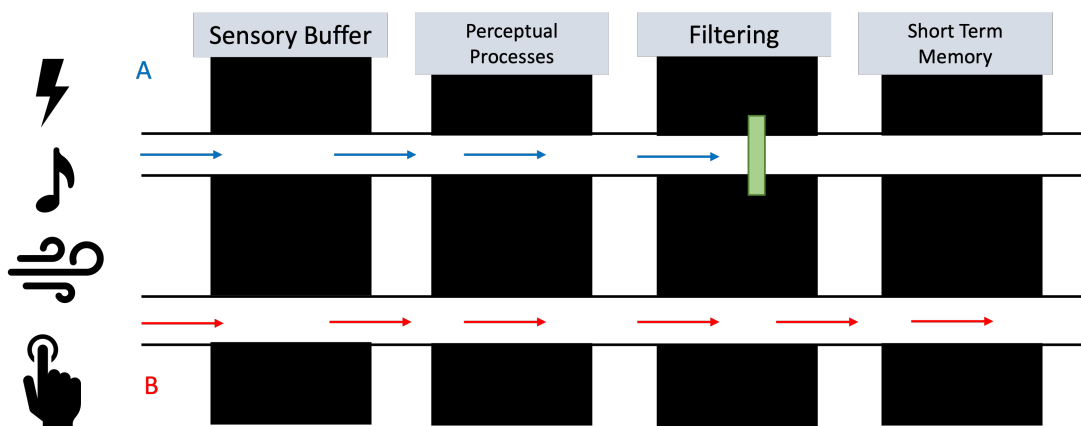 Sensory Buffer
Perceptual
Processes
Filtering
Short Term
Memory
A
B